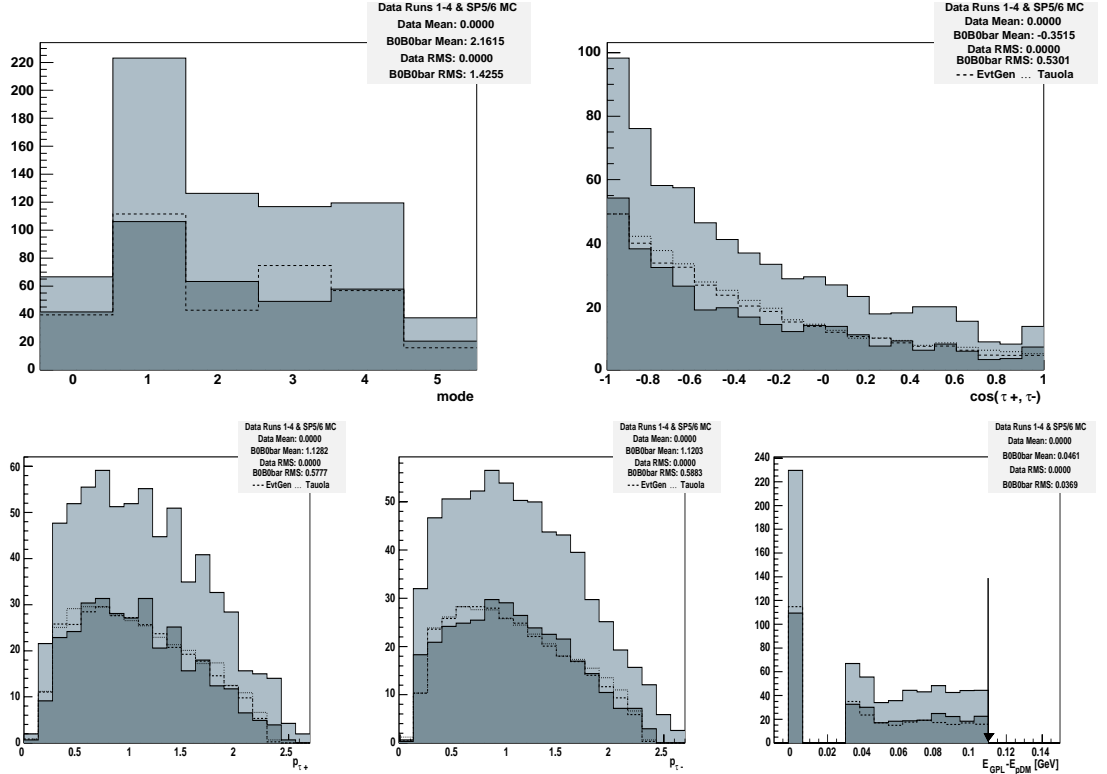 Data Runs 1-4 & SP5/6 MC
Data Mean: 0.0000
B0B0bar Mean: 2.1615
Data RMS: 0.0000
B0B0bar RMS: 1.4255
220
200
180
160
140
120
100
80
60
40
20
0
0 1 2 3 4 5
mode
Data Runs 1-4 & SP5/6 MC
Data Mean: 0.0000
B0B0bar Mean: -0.3515
Data RMS: 0.0000
B0B0bar RMS: 0.5301
EvtGen ... Tauola
100
80
60
40
20
0
-1 -0.8 -0.6 -0.4 -0.2 -0 0.2 0.4 0.6 0.8 1
cos(τ+, τ-)
Data Runs 1-4 & SP5/6 MC
Data Mean: 0.0000
B0B0bar Mean: 1.1282
Data RMS: 0.0000
B0B0bar RMS: 0.5777
EvtGen ... Tauola
60
50
40
30
20
10
0
0 0.5 1 1.5 2 2.5
pτ+
Data Runs 1-4 & SP5/6 MC
Data Mean: 0.0000
B0B0bar Mean: 1.1203
Data RMS: 0.0000
B0B0bar RMS: 0.5883
EvtGen ... Tauola
50
40
30
20
10
0
0 0.5 1 1.5 2 2.5
pτ-
Data Runs 1-4 & SP5/6 MC
Data Mean: 0.0000
B0B0bar Mean: 0.0461
Data RMS: 0.0000
B0B0bar RMS: 0.0369
240
220
200
180
160
140
120
100
80
60
40
20
0
0 0.02 0.04 0.06 0.08 0.1 0.12 0.14
EGPL-EpDM [GeV]